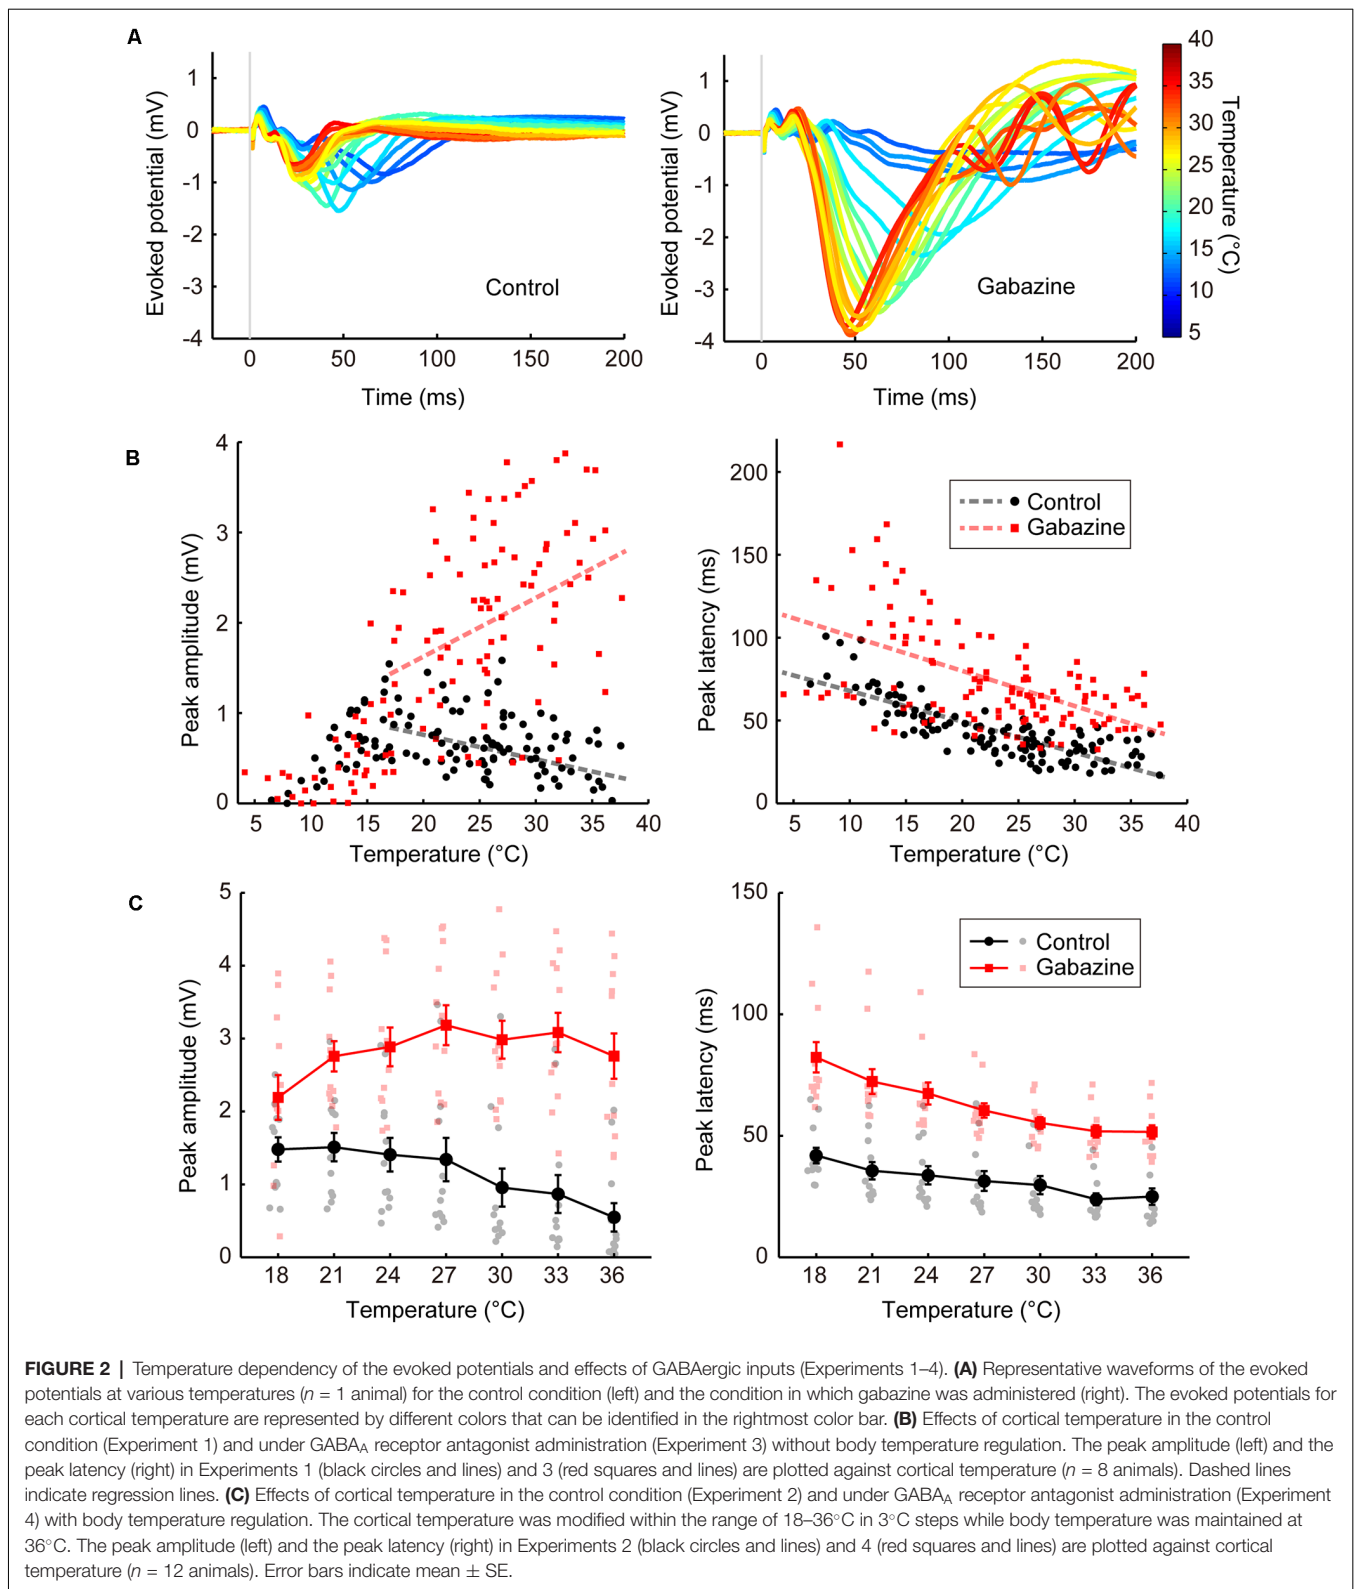 A
1
0
-1
-2
-3
-4
Evoked potential (mV)
Control
0
50
100
150
200
Time (ms)
1
0
-1
-2
-3
-4
Evoked potential (mV)
Gabazine
0
50
100
150
200
Time (ms)
40
35
30
25
20
15
10
5
Temperature (°C)
B
4
3
2
1
0
Peak amplitude (mV)
5
10
15
20
25
30
35
40
Temperature (°C)
200
150
100
50
0
Peak latency (ms)
Control
Gabazine
5
10
15
20
25
30
35
40
Temperature (°C)
C
5
4
3
2
1
0
Peak amplitude (mV)
18
21
24
27
30
33
36
Temperature (°C)
150
100
50
0
Peak latency (ms)
Control
Gabazine
18
21
24
27
30
33
36
Temperature (°C)
FIGURE 2 | Temperature dependency of the evoked potentials and effects of GABAergic inputs (Experiments 1–4). (A) Representative waveforms of the evoked
potentials at various temperatures (n = 1 animal) for the control condition (left) and the condition in which gabazine was administered (right). The evoked potentials for
each cortical temperature are represented by different colors that can be identified in the rightmost color bar. (B) Effects of cortical temperature in the control
condition (Experiment 1) and under GABAA receptor antagonist administration (Experiment 3) without body temperature regulation. The peak amplitude (left) and the
peak latency (right) in Experiments 1 (black circles and lines) and 3 (red squares and lines) are plotted against cortical temperature (n = 8 animals). Dashed lines
indicate regression lines. (C) Effects of cortical temperature in the control condition (Experiment 2) and under GABAA receptor antagonist administration (Experiment
4) with body temperature regulation. The cortical temperature was modified within the range of 18–36°C in 3°C steps while body temperature was maintained at
36°C. The peak amplitude (left) and the peak latency (right) in Experiments 2 (black circles and lines) and 4 (red squares and lines) are plotted against cortical
temperature (n = 12 animals). Error bars indicate mean ± SE.